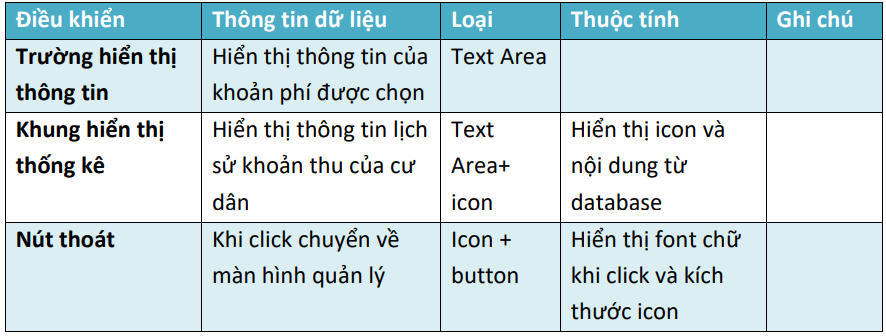 Điều khiển Thông tin dữ liệu Loại Thuộc tính Ghi chú
Trường hiển thị thông tin Hiển thị thông tin của khoản phí được chọn Text Area
Khung hiển thị thống kê Hiển thị thông tin lịch sử khoản thu của cư dân Text Area+ icon Hiển thị icon và nội dung từ database
Nút thoát Khi click chuyển về màn hình quản lý Icon + button Hiển thị font chữ khi click và kích thước icon